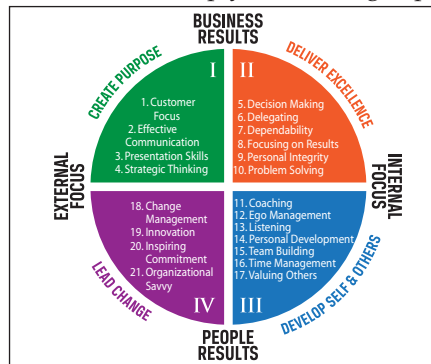 BUSINESS
RESULTS
CREATE PURPOSE
I
1. Customer
Focus
2. Effective
Communication
3. Presentation Skills
4. Strategic Thinking
II
DELIVER EXCELLENCE
5. Decision Making
6. Delegating
7. Dependability
8. Focusing on Results
9. Personal Integrity
10. Problem Solving
EXTERNAL
FOCUS
INTERNAL
FOCUS
18. Change
Management
19. Innovation
20. Inspiring
Commitment
21. Organizational
Savvy
IV
LEAD CHANGE
11. Coaching
12. Ego Management
13. Listening
14. Personal Development
15. Team Building
16. Time Management
17. Valuing Others
III
DEVELOP SELF & OTHERS
PEOPLE
RESULTS